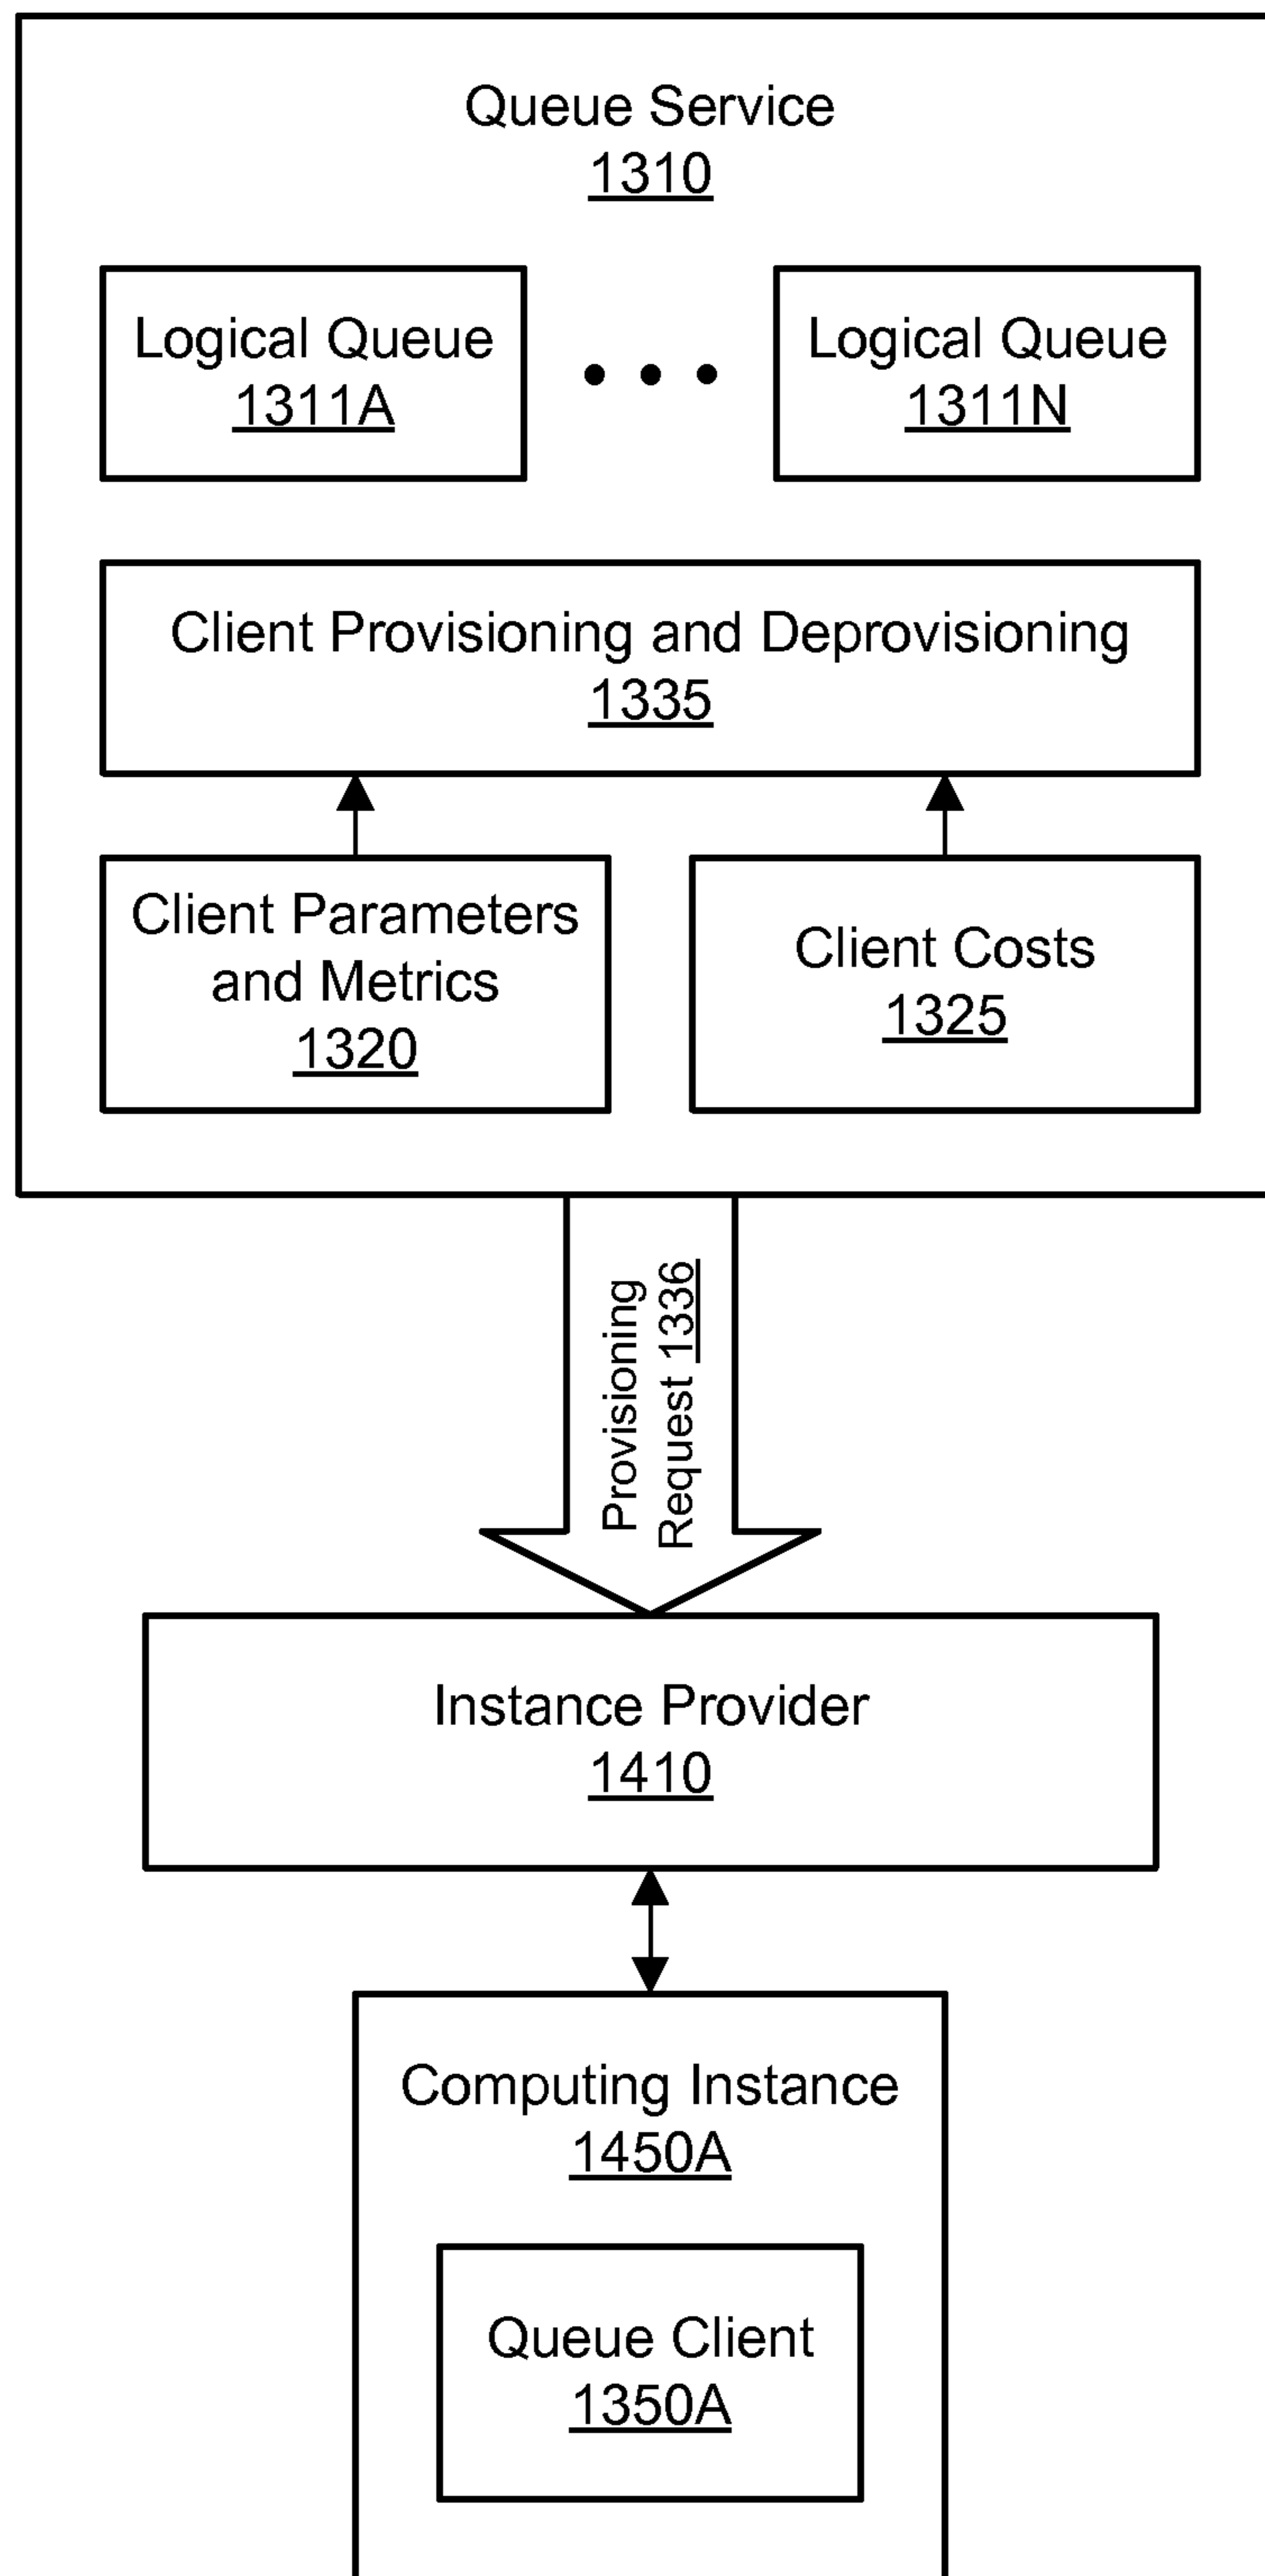 Queue Service
1310
Logical Queue
1311A
Logical Queue
1311N
Client Provisioning and Deprovisioning
1335
Client Parameters
and Metrics
1320
Client Costs
1325
Provisioning
Request 1336
Instance Provider
1410
Computing Instance
1450A
Queue Client
1350A